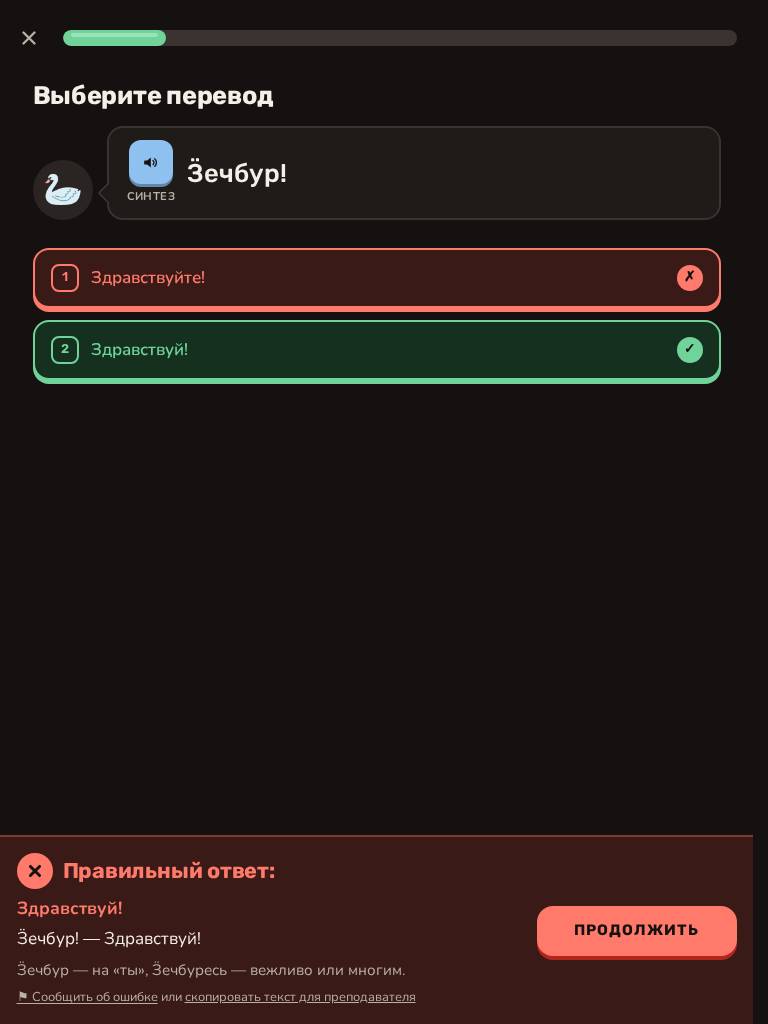 Выберите перевод
Ӟечбур!
СИНТЕЗ
1 Здравствуйте! ✗
2 Здравствуй! ✓
Правильный ответ:
Здравствуй!
Ӟечбур! — Здравствуй!
Ӟечбур — на «ты», Ӟечбуресь — вежливо или многим.
⚑ Сообщить об ошибке или скопировать текст для преподавателя
ПРОДОЛЖИТЬ